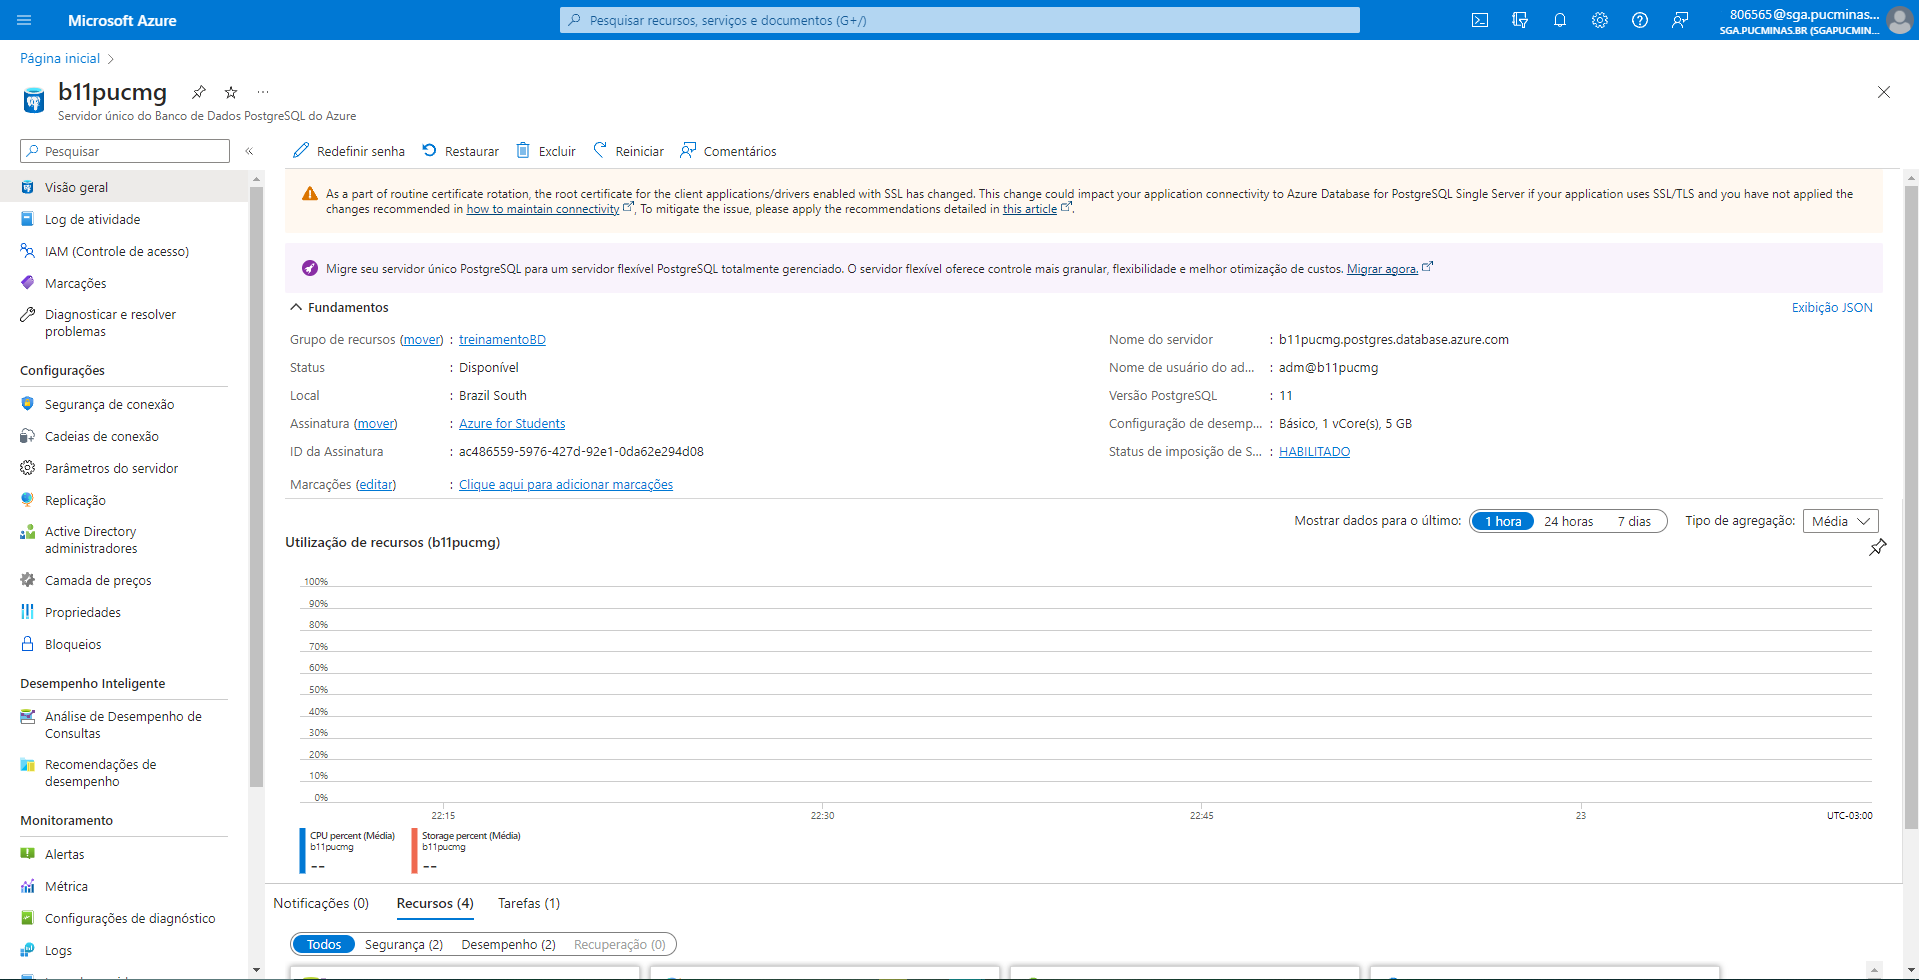 Microsoft Azure
Pesquisar recursos, serviços e documentos (G+/)
806565@sga.pucminas...
SGA.PUCMINAS.BR (SGAPUCMIN...
Página inicial
b11pucmg
...
Servidor único do Banco de Dados PostgreSQL do Azure
Pesquisar
«
Redefinir senha
Restaurar
Excluir
Reiniciar
Comentários
Visão geral
Log de atividade
IAM (Controle de acesso)
Marcações
Diagnosticar e resolver
problemas
Configurações
Segurança de conexão
Cadeias de conexão
Parâmetros do servidor
Replicação
Active Directory
administradores
Camada de preços
Propriedades
Bloqueios
Desempenho Inteligente
Análise de Desempenho de
Consultas
Recomendações de
desempenho
Monitoramento
Alertas
Métrica
Configurações de diagnóstico
Logs
As a part of routine certificate rotation, the root certificate for the client applications/drivers enabled with SSL has changed. This change could impact your application connectivity to Azure Database for PostgreSQL Single Server if your application uses SSL/TLS and you have not applied the
changes recommended in how to maintain connectivity. To mitigate the issue, please apply the recommendations detailed in this article.
Migre seu servidor único PostgreSQL para um servidor flexível PostgreSQL totalmente gerenciado. O servidor flexível oferece controle mais granular, flexibilidade e melhor otimização de custos. Migrar agora.
Fundamentos
Exibição JSON
Grupo de recursos (mover) : treinamentoBD
Status : Disponível
Local : Brazil South
Assinatura (mover) : Azure for Students
ID da Assinatura : ac486559-5976-427d-92e1-0da62e294d08
Marcações (editar) : Clique aqui para adicionar marcações
Nome do servidor : b11pucmg.postgres.database.azure.com
Nome de usuário do ad... : adm@b11pucmg
Versão PostgreSQL : 11
Configuração de desemp... : Básico, 1 vCore(s), 5 GB
Status de imposição de S... : HABILITADO
Mostrar dados para o último: 1 hora 24 horas 7 dias Tipo de agregação: Média
Utilização de recursos (b11pucmg)
100%
90%
80%
70%
60%
50%
40%
30%
20%
10%
0%
22:15 22:30 22:45 23 UTC-03:00
CPU percent (Média)
b11pucmg
--
Storage percent (Média)
b11pucmg
--
Notificações (0) Recursos (4) Tarefas (1)
Todos Segurança (2) Desempenho (2) Recuperação (0)